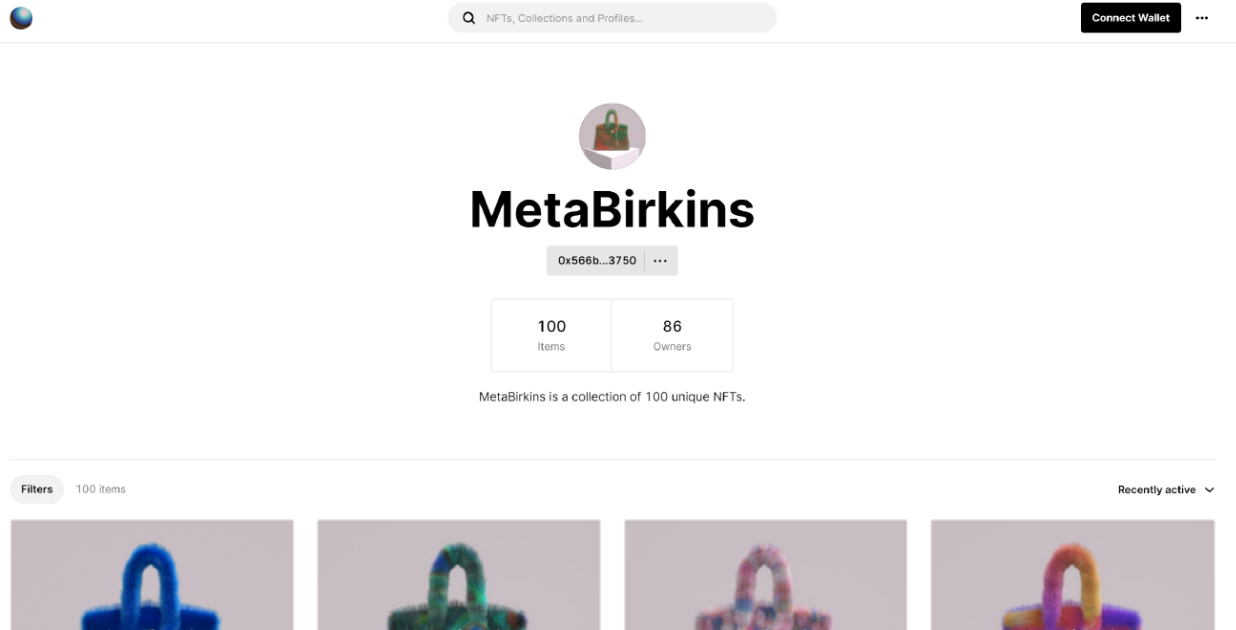 NFTs, Collections and Profiles...
Connect Wallet
MetaBirkins
0x566b...3750
100
Items
86
Owners
MetaBirkins is a collection of 100 unique NFTs.
Filters
100 items
Recently active